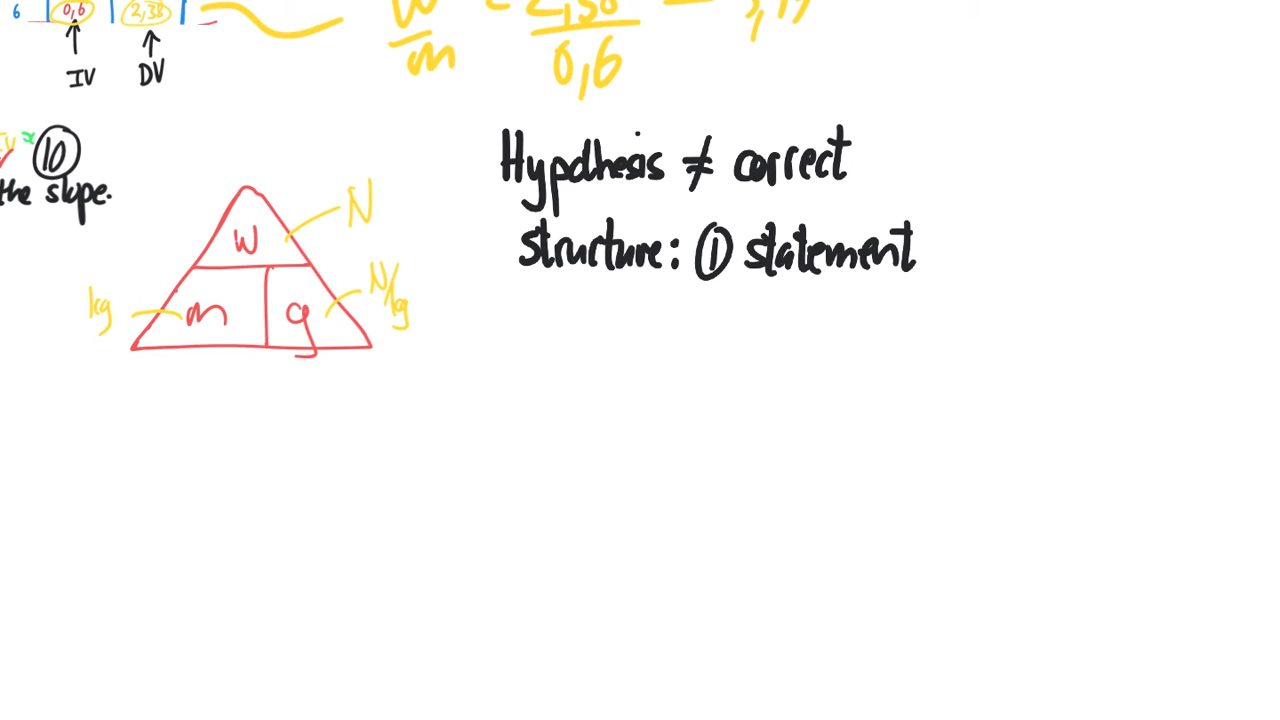 6 0,6 2,38
IV DV
W/m = 2,38/0,6 =
10
the slope.
W N
kg m g N/kg
Hypothesis ≠ correct
structure: ① statement